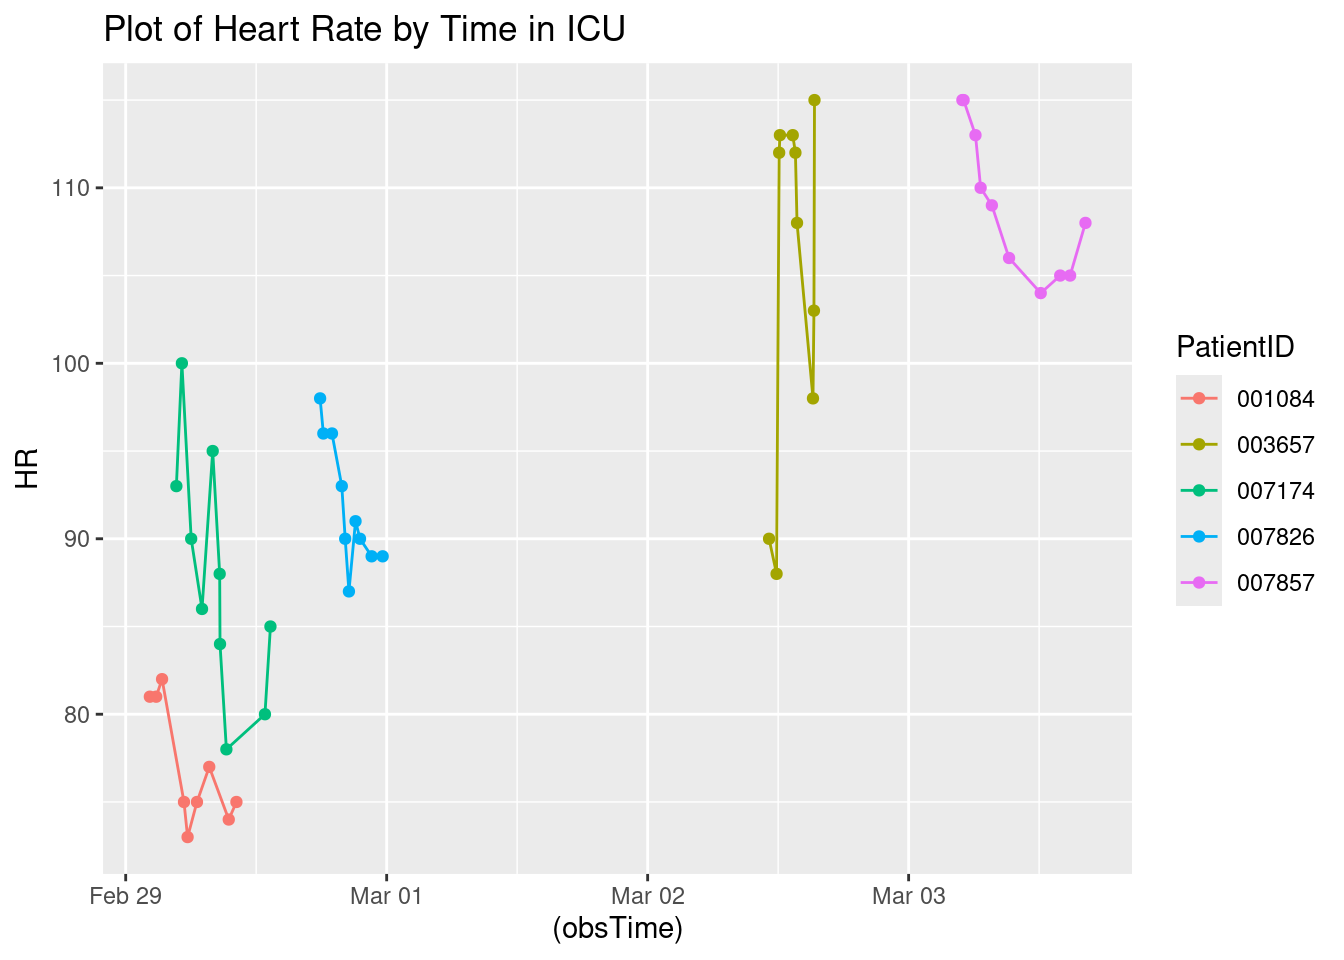 Plot of Heart Rate by Time in ICU
HR
110
100
90
80
Feb 29
Mar 01
Mar 02
Mar 03
(obsTime)
PatientID
001084
003657
007174
007826
007857